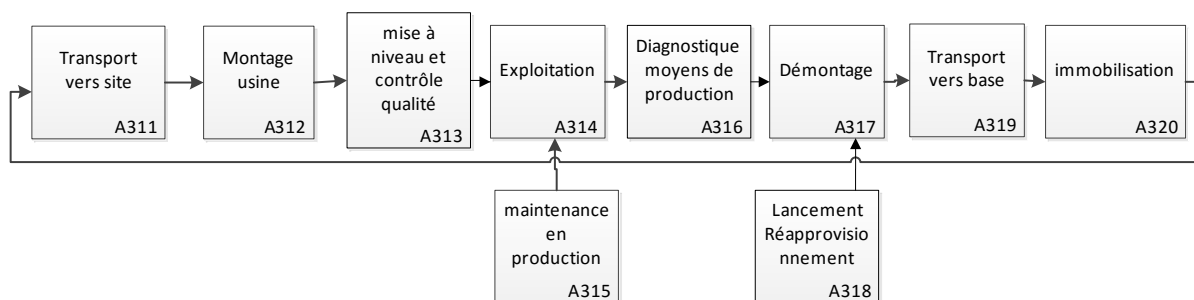 Transport
vers site
A311
Montage
usine
A312
mise à
niveau et
contrôle
qualité
A313
Exploitation
A314
Diagnostique
moyens de
production
A316
Démontage
A317
Transport
vers base
A319
immobilisation
A320
maintenance
en
production
A315
Lancement
Réapprovisio
nnement
A318